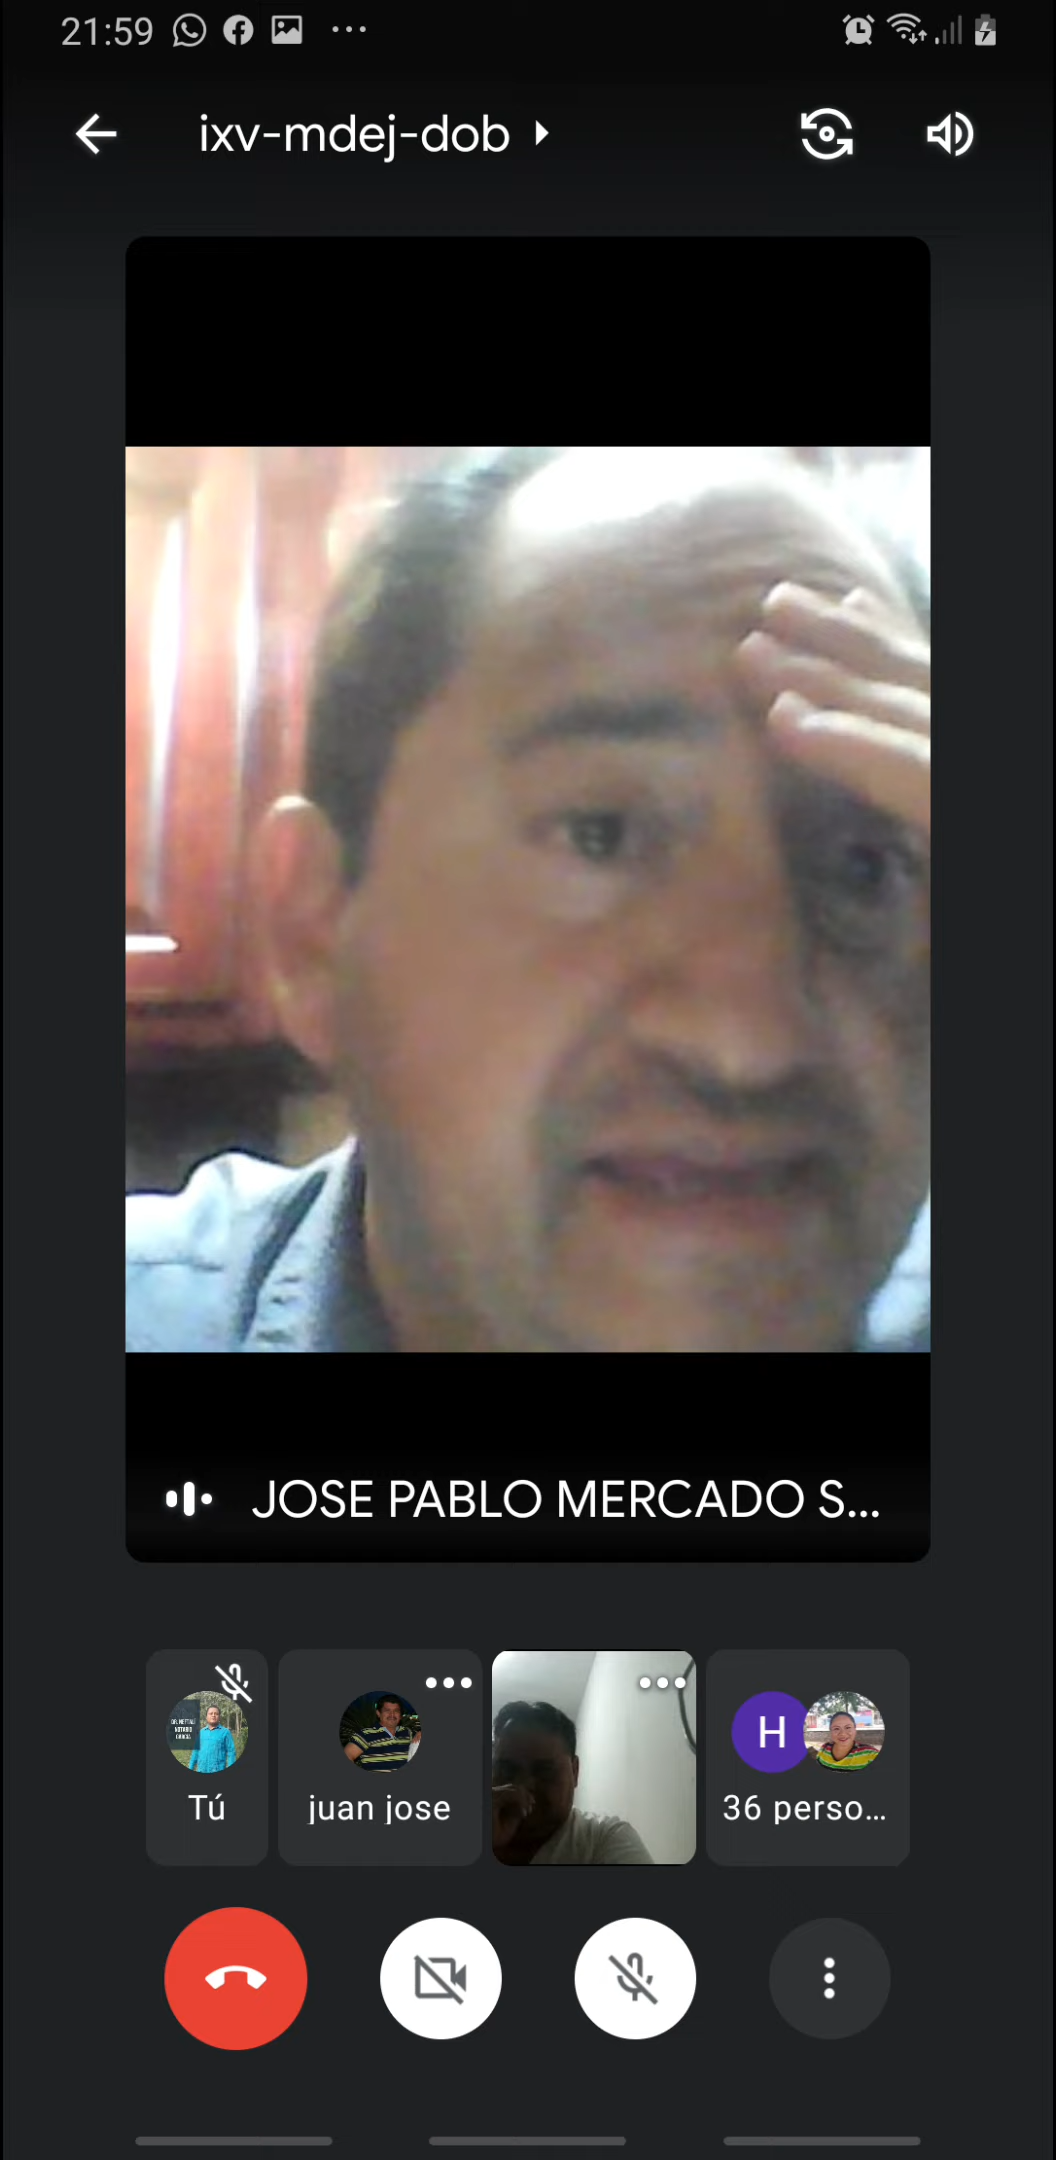 21:59
ixv-mdej-dob
JOSE PABLO MERCADO S...
Tú
juan jose
H
36 perso...